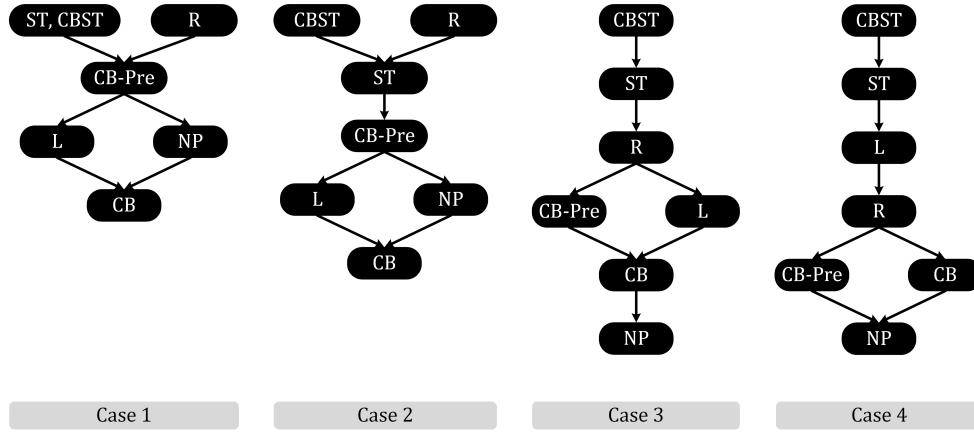 ST, CBST
R
CB-Pre
L
NP
CB
Case 1
CBST
R
ST
CB-Pre
L
NP
CB
Case 2
CBST
ST
R
CB-Pre
L
CB
NP
Case 3
CBST
ST
L
R
CB-Pre
CB
NP
Case 4